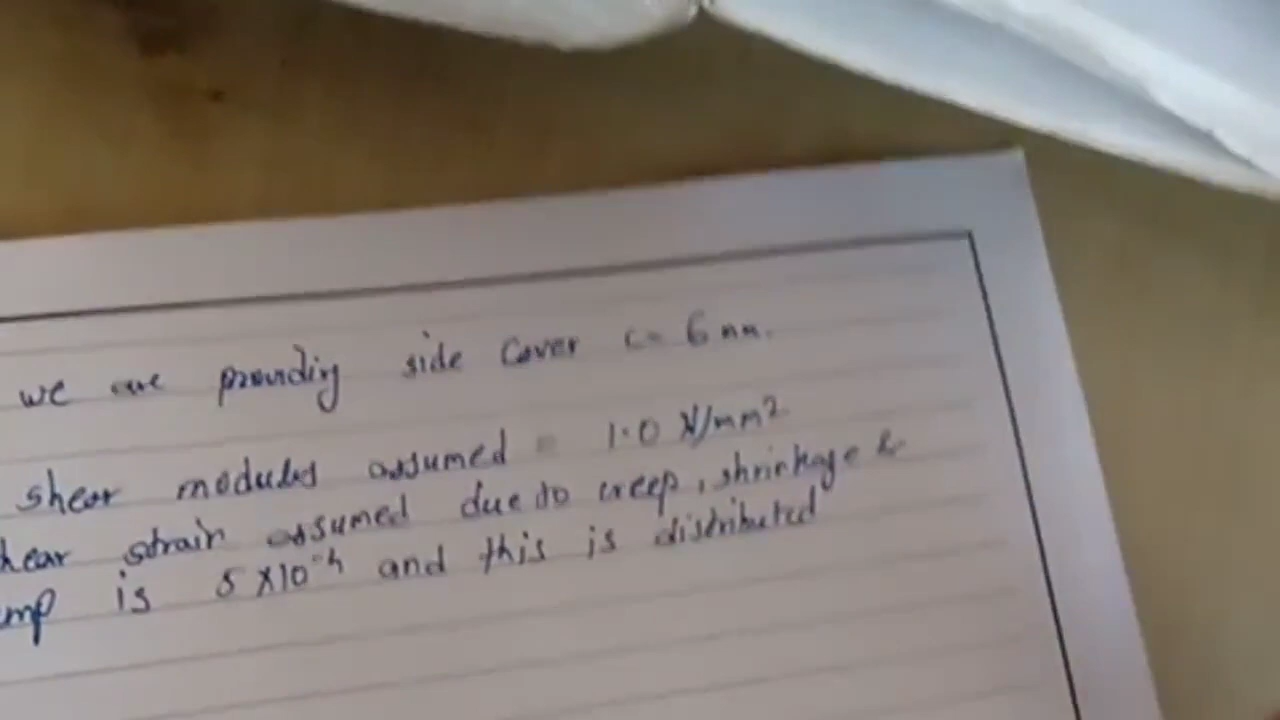 we are providing side Cover c = 6 mm.
shear modulus assumed = 1.0 N/mm²
hear strain assumed due to creep, shrinkage &
mp is 5 × 10⁻⁴ and this is distributed